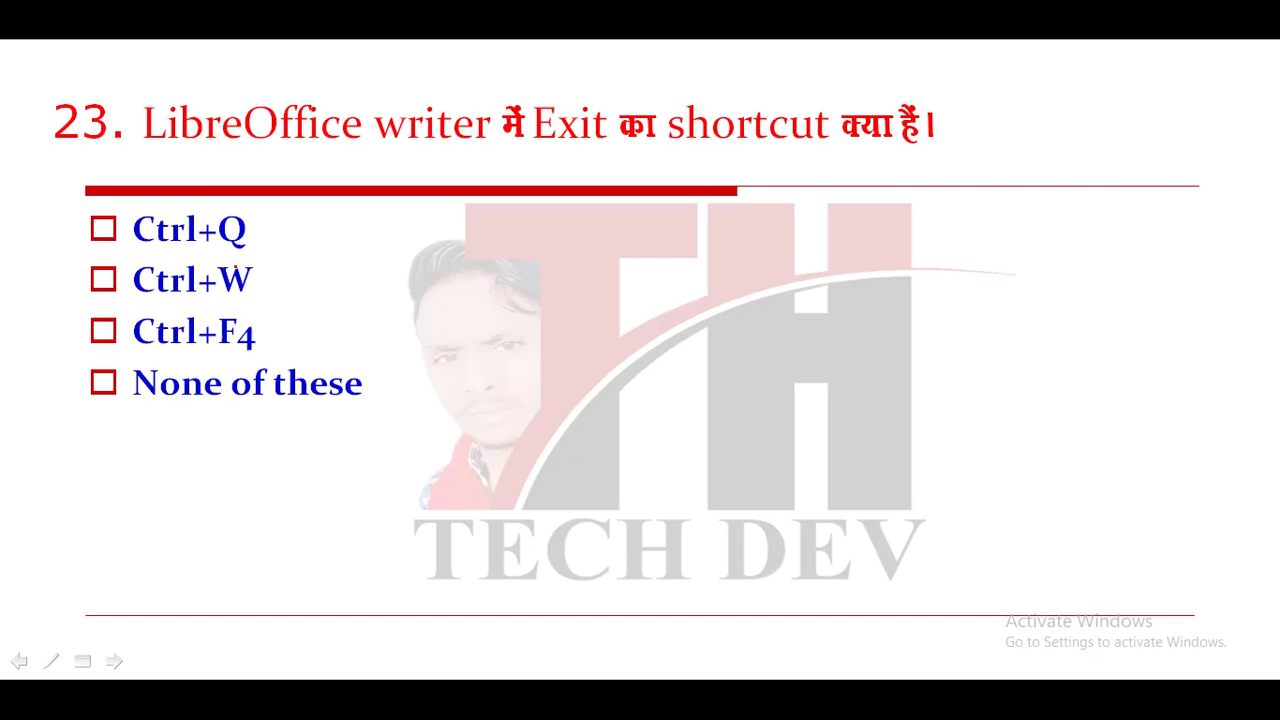 23. LibreOffice writer में Exit का shortcut क्या हैं।
Ctrl+Q
Ctrl+W
Ctrl+F4
None of these
TH
TECH DEV
Activate Windows
Go to Settings to activate Windows.